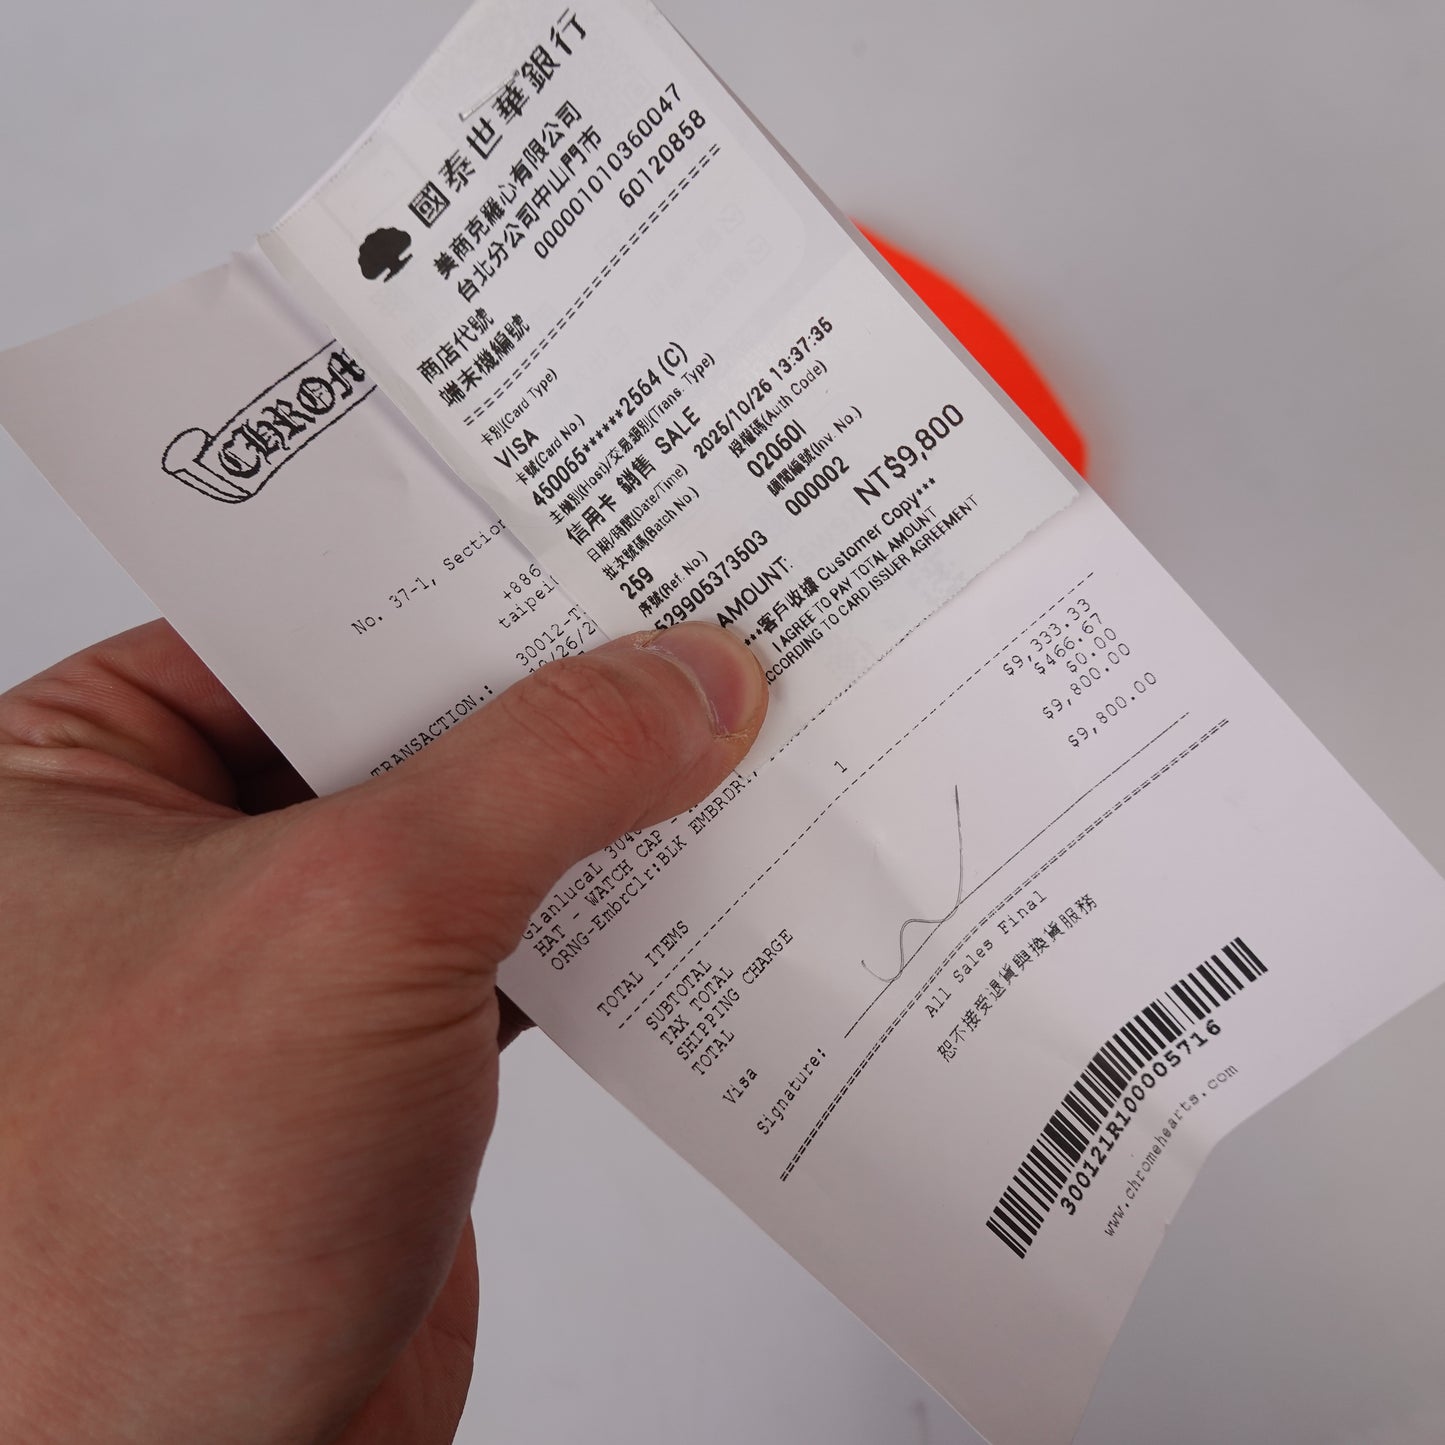 國泰世華銀行
美商克羅心有限公司
台北分公司中山門市
商店代號 000001010360047
端末機編號 60120858
卡別(Card Type)
VISA
卡號(Card No.)
450065******2564 (C)
主機別(Host)/交易類別(Trans. Type)
信用卡 銷售 SALE
日期/時間(Date/Time) 2025/10/26 13:37:35
批次號碼(Batch No.) 授權碼(Auth Code)
259 020601
序號(Ref. No.) 調閱編號(Inv. No.)
529905373503 000002
AMOUNT: NT$9,800
***客戶收據 Customer Copy***
I AGREE TO PAY TOTAL AMOUNT
ACCORDING TO CARD ISSUER AGREEMENT
CHROM
No. 37-1, Section
+886
taipei
30012-T
TRANSACTION.:
GianlucaL
HAT - WATCH CAP -
ORNG-EmbrClr:BLK EMBRDRY
TOTAL ITEMS 1
SUBTOTAL $9,333.33
TAX TOTAL $466.67
SHIPPING CHARGE $0.00
TOTAL $9,800.00
Visa $9,800.00
Signature:
All Sales Final
恕不接受退貨與換貨服務
300121R100005716
www.chromehearts.com